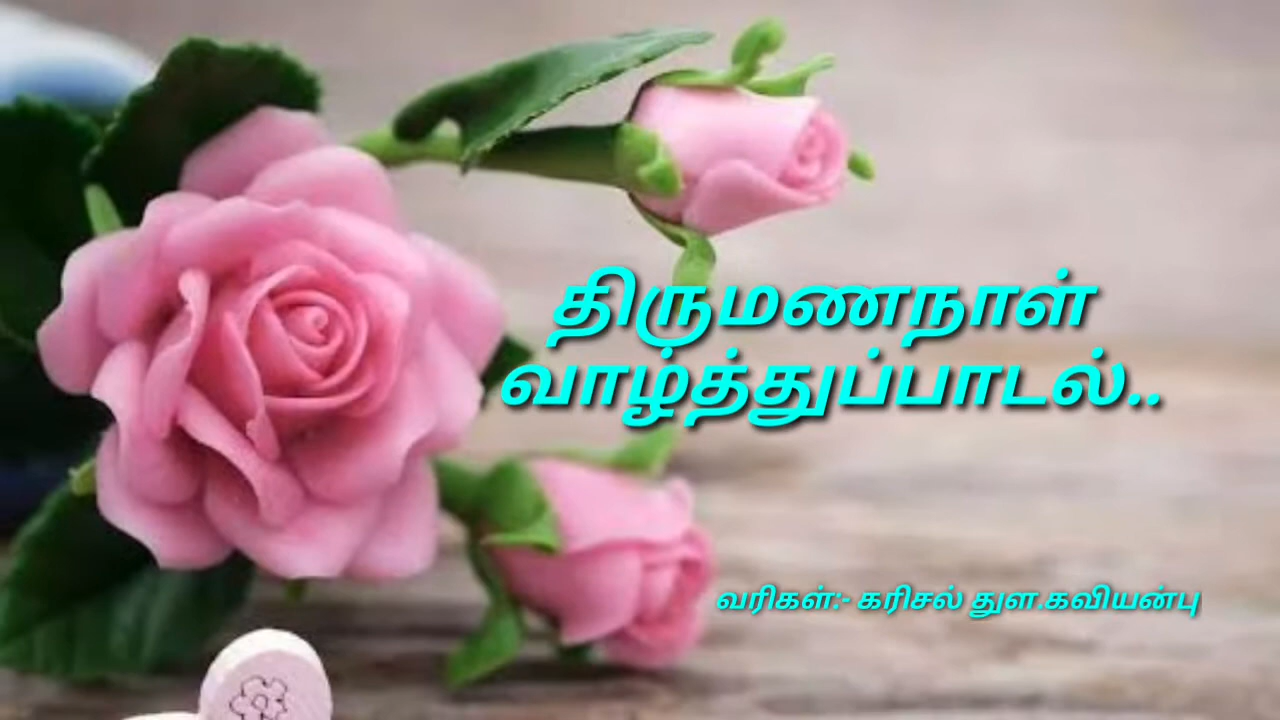 திருமணநாள்
வாழ்த்துப்பாடல்..
வரிகள்:- கரிசல் துள.கவியன்பு